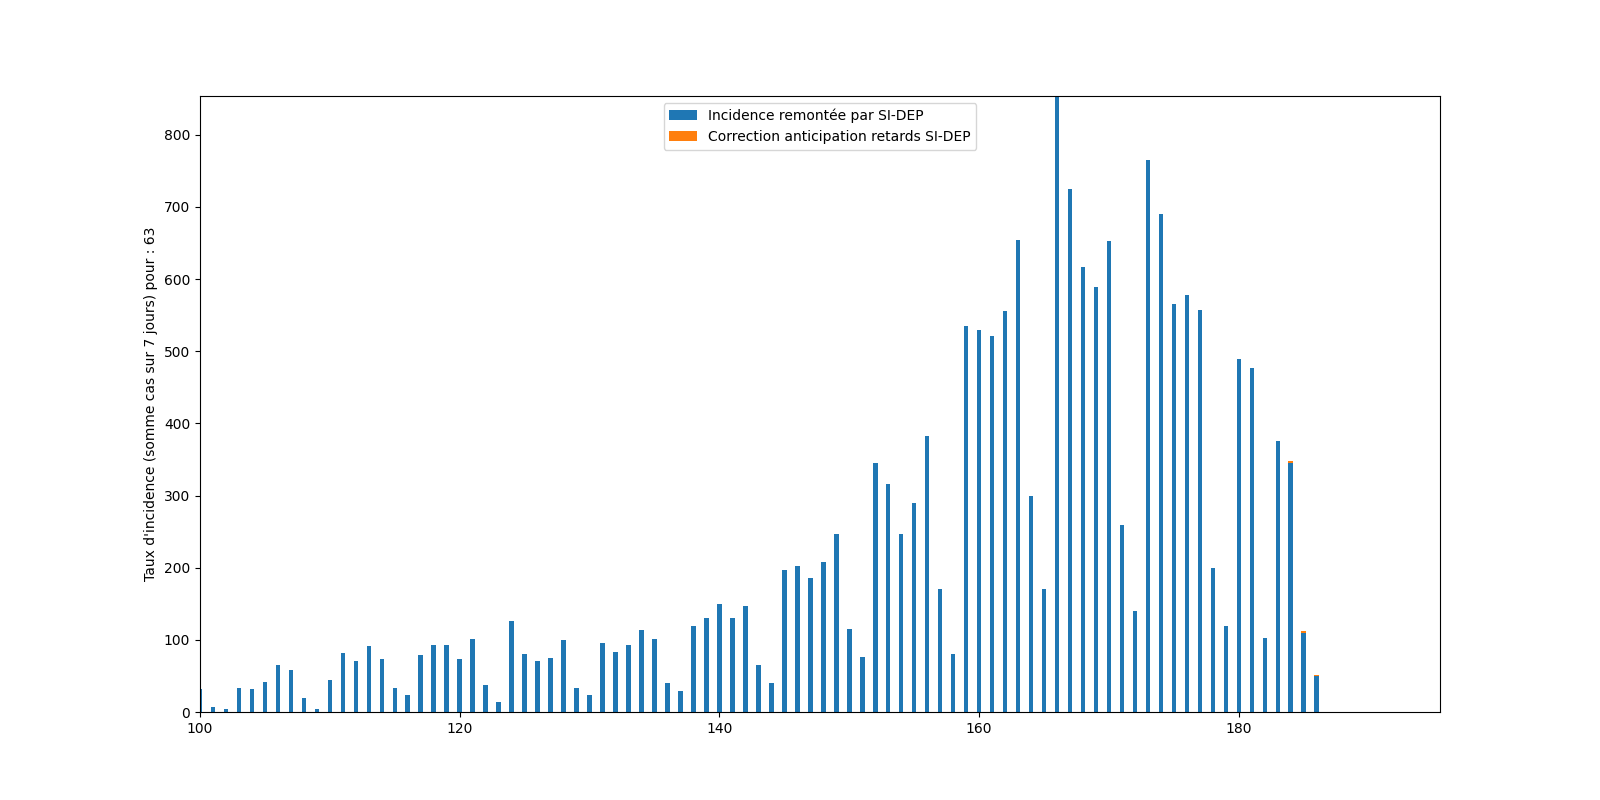 Incidence remontée par SI-DEP
Correction anticipation retards SI-DEP
Taux d'incidence (somme cas sur 7 jours) pour : 63
800
700
600
500
400
300
200
100
0
100 120 140 160 180